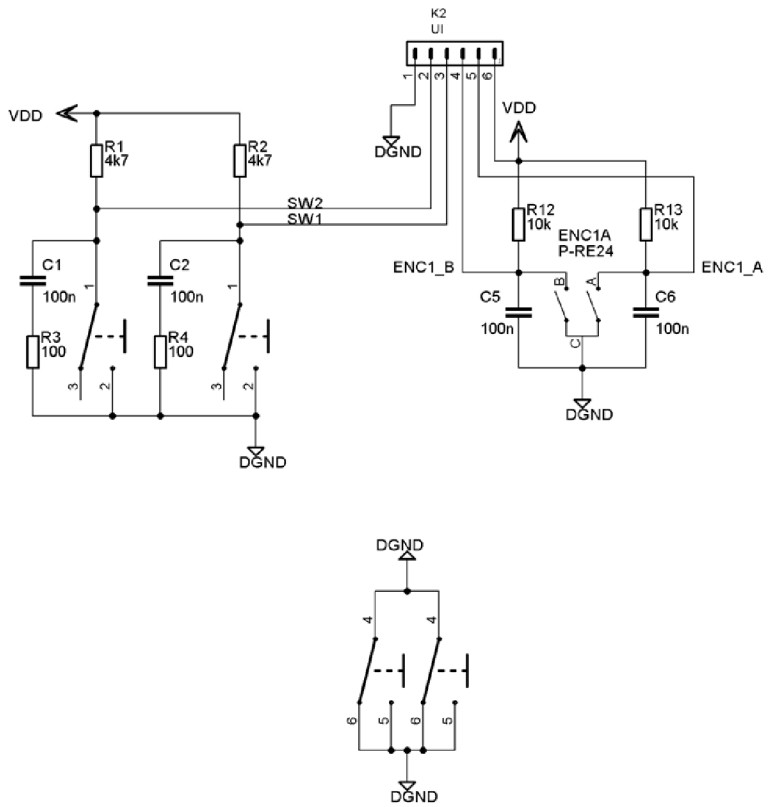 K2
UI
1 2 3 4 5 6
VDD
DGND
VDD
R1
4k7
R2
4k7
SW2
SW1
R12
10k
R13
10k
ENC1A
P-RE24
ENC1_B
ENC1_A
C1
100n
C2
100n
C5
100n
C6
100n
B
A
C
1
1
R3
100
R4
100
3
2
3
2
DGND
DGND
DGND
4
4
6
5
6
5
DGND